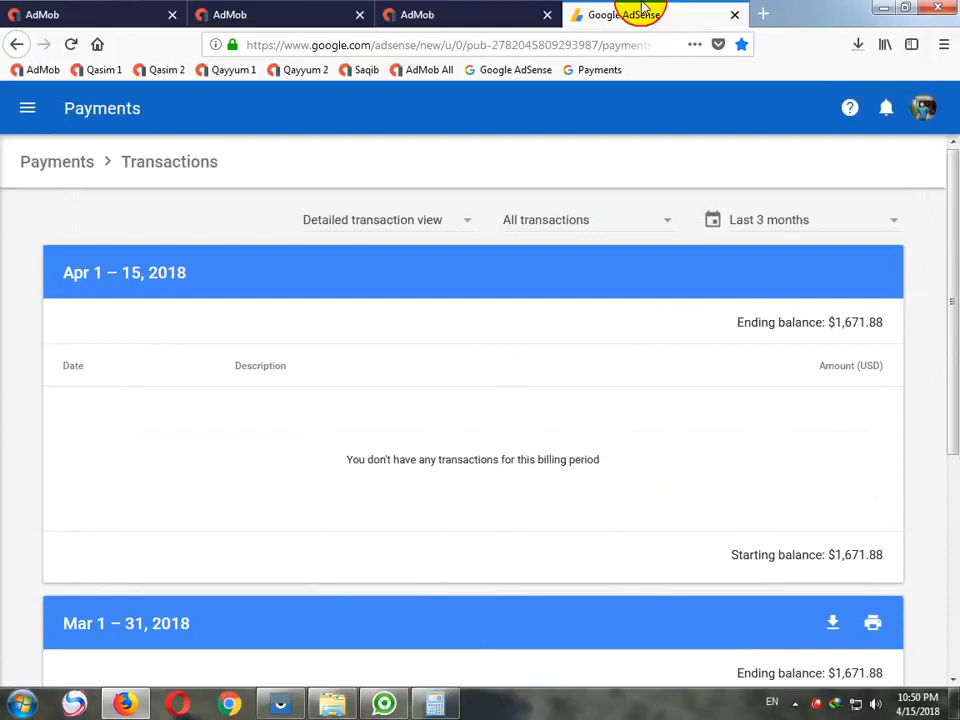 AdMob
AdMob
AdMob
Google AdSense
https://www.google.com/adsense/new/u/0/pub-2782045809293987/payments
AdMob Qasim 1 Qasim 2 Qayyum 1 Qayyum 2 Saqib AdMob All Google AdSense Payments
Payments
Payments > Transactions
Detailed transaction view All transactions Last 3 months
Apr 1 – 15, 2018
Ending balance: $1,671.88
Date Description Amount (USD)
You don't have any transactions for this billing period
Starting balance: $1,671.88
Mar 1 – 31, 2018
Ending balance: $1,671.88
EN
10:50 PM
4/15/2018